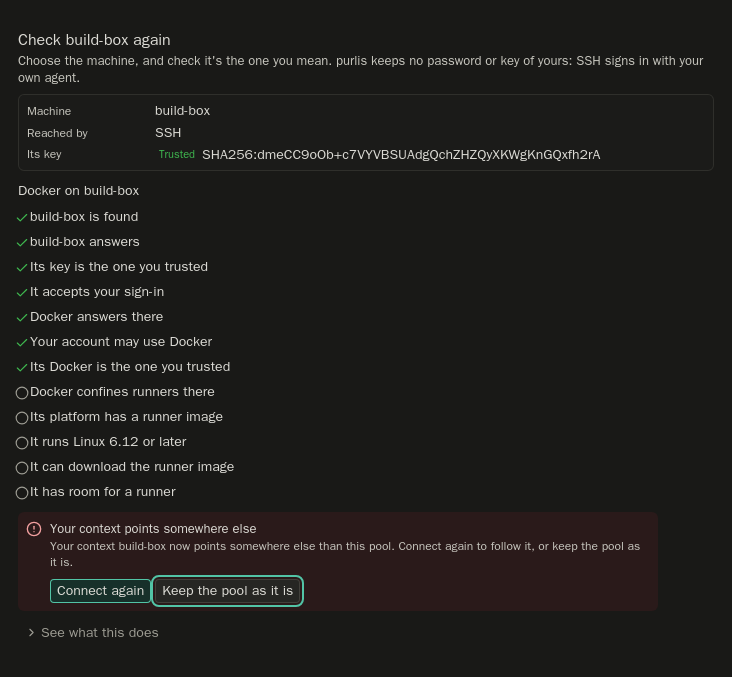 Check build-box again
Choose the machine, and check it's the one you mean. purlis keeps no password or key of yours: SSH signs in with your
own agent.
Machine build-box
Reached by SSH
Its key Trusted SHA256:dmeCC9oOb+c7VYVBSUAdgQchZHZQyXKWgKnGQxfh2rA
Docker on build-box
build-box is found
build-box answers
Its key is the one you trusted
It accepts your sign-in
Docker answers there
Your account may use Docker
Its Docker is the one you trusted
Docker confines runners there
Its platform has a runner image
It runs Linux 6.12 or later
It can download the runner image
It has room for a runner
Your context points somewhere else
Your context build-box now points somewhere else than this pool. Connect again to follow it, or keep the pool as
it is.
Connect again Keep the pool as it is
See what this does